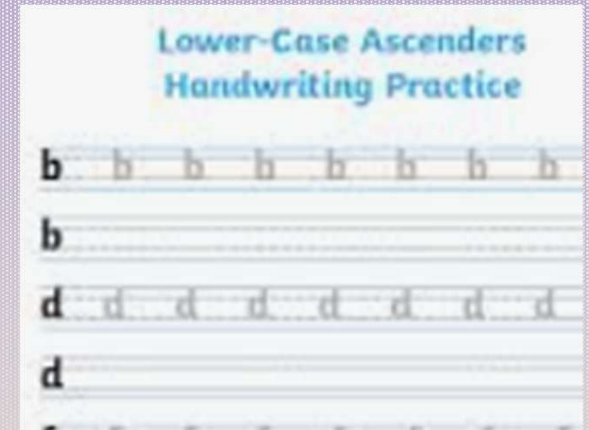 Lower-Case Ascenders
Handwriting Practice
b b b b b b b b
b
d d d d d d d d
d